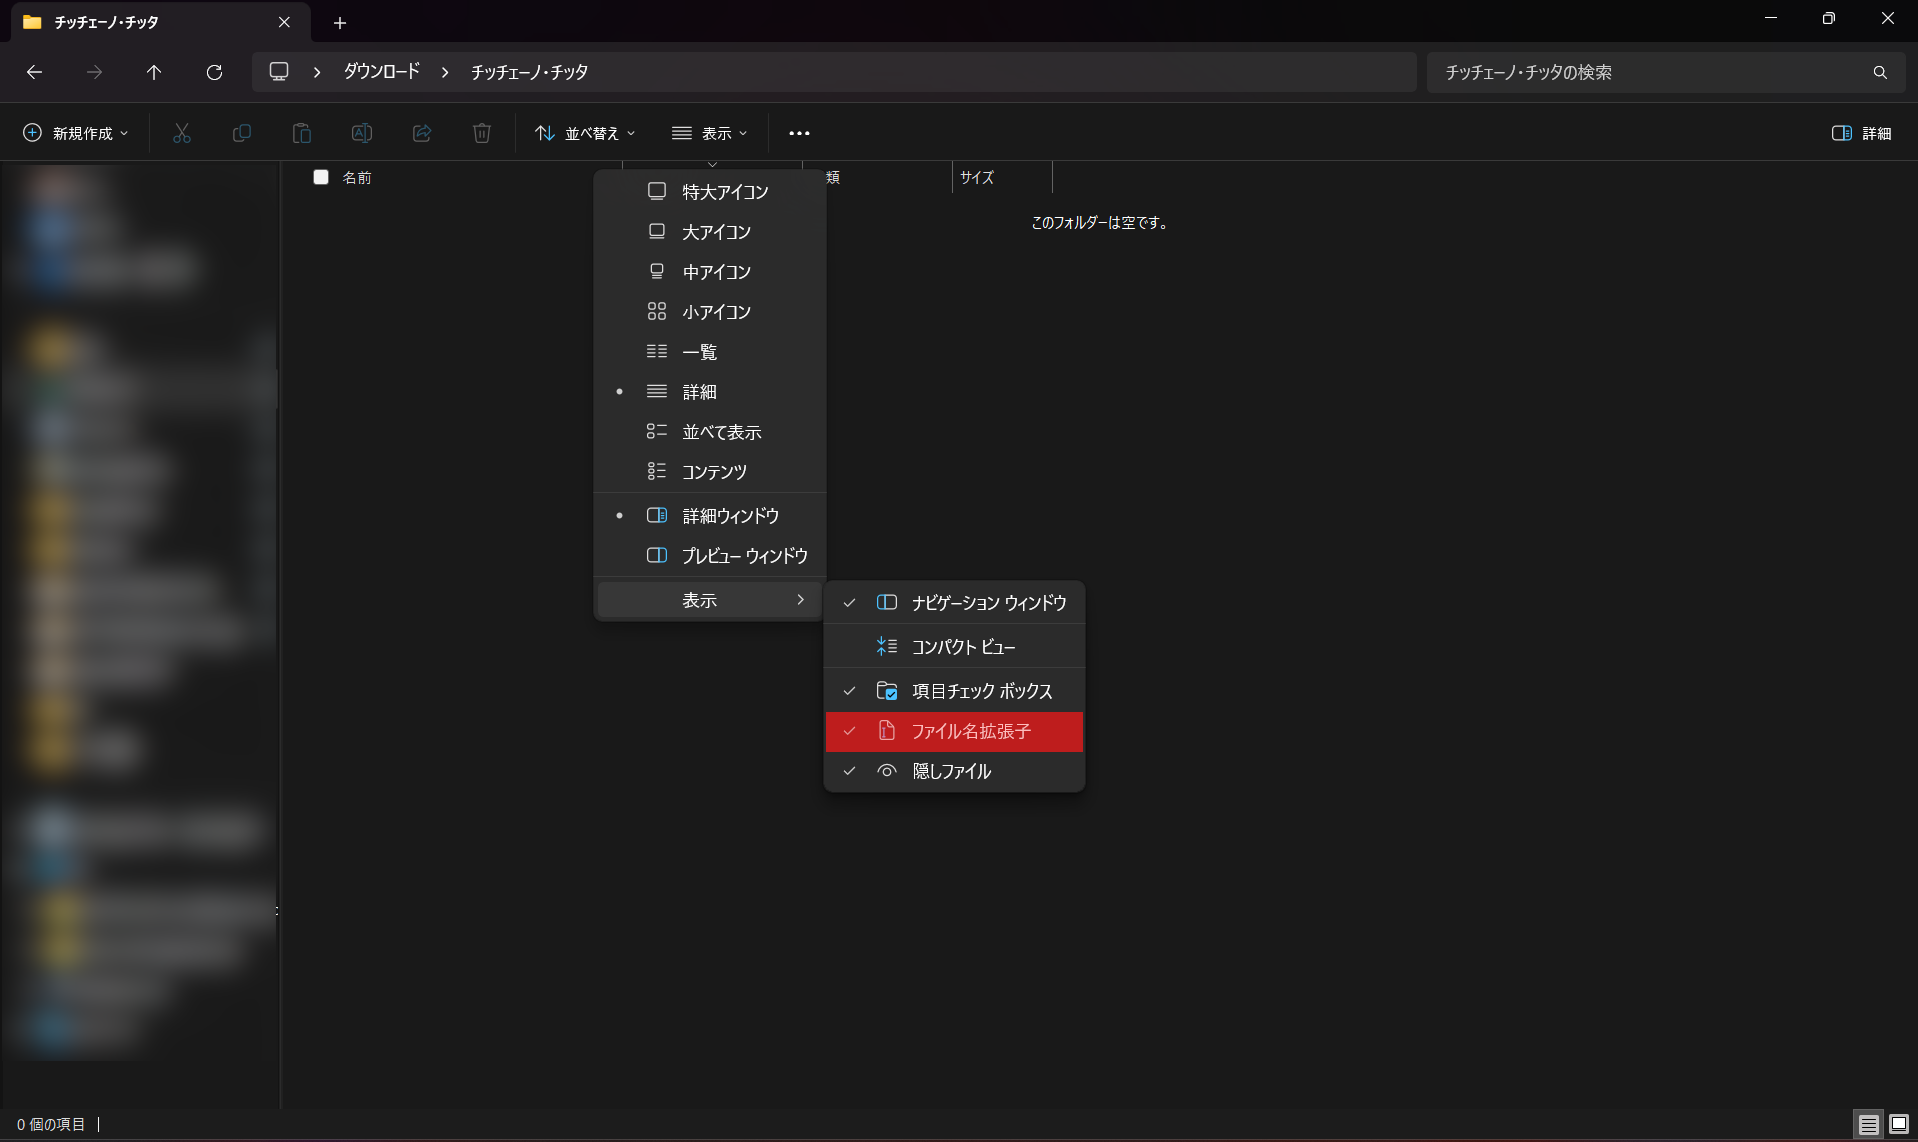 チッチェーノ・チッタ
ダウンロード
チッチェーノ・チッタ
チッチェーノ・チッタの検索
新規作成
並べ替え
表示
詳細
名前
類
サイズ
このフォルダーは空です。
特大アイコン
大アイコン
中アイコン
小アイコン
一覧
詳細
並べて表示
コンテンツ
詳細ウィンドウ
プレビュー ウィンドウ
表示
ナビゲーション ウィンドウ
コンパクト ビュー
項目チェック ボックス
ファイル名拡張子
隠しファイル
0 個の項目